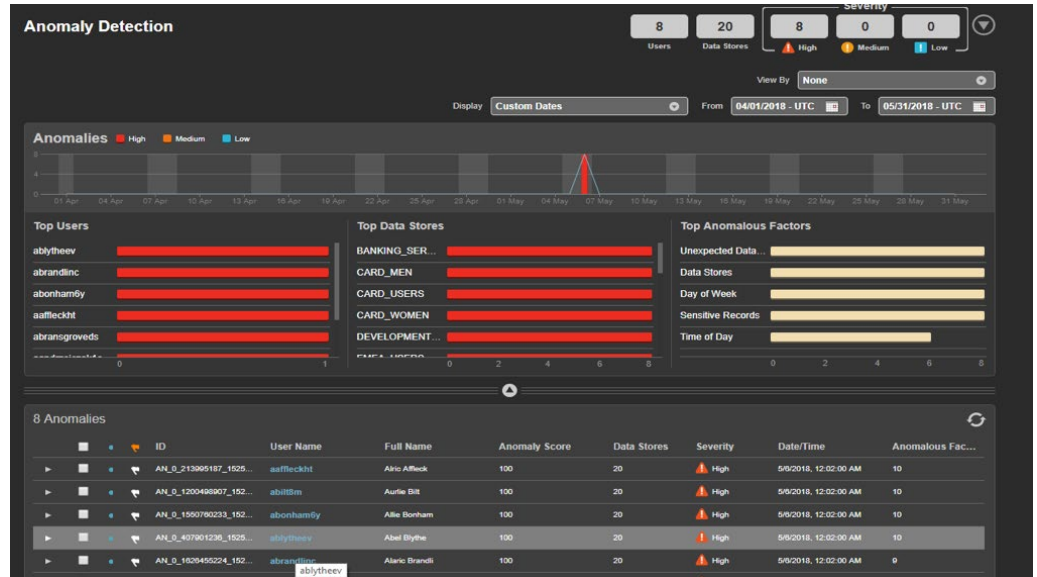 Severity
Anomaly Detection
8 20 8 0 0
Users Data Stores High Medium Low
View By None
Display Custom Dates From 04/01/2018 - UTC To 05/31/2018 - UTC
Anomalies High Medium Low
8
4
0
01 Apr 04 Apr 07 Apr 10 Apr 13 Apr 16 Apr 19 Apr 22 Apr 25 Apr 28 Apr 01 May 04 May 07 May 10 May 13 May 16 May 19 May 22 May 25 May 28 May 31 May
Top Users Top Data Stores Top Anomalous Factors
ablytheev BANKING_SER... Unexpected Data...
abrandlinc CARD_MEN Data Stores
abonham6y CARD_USERS Day of Week
aaffleckht CARD_WOMEN Sensitive Records
abransgroveds DEVELOPMENT... Time of Day
EMEA_USERS
0 1 0 2 4 6 8 0 2 4 6 8
8 Anomalies
ID User Name Full Name Anomaly Score Data Stores Severity Date/Time Anomalous Fac...
AN_0_213995187_1525... aaffleckht Alric Affleck 100 20 High 5/6/2018, 12:02:00 AM 10
AN_0_1200498907_152... abilt8m Aurlie Bilt 100 20 High 5/6/2018, 12:02:00 AM 10
AN_0_1550760233_152... abonham6y Allie Bonham 100 20 High 5/6/2018, 12:02:00 AM 10
AN_0_407901236_1525... ablytheev Abel Blythe 100 20 High 5/6/2018, 12:02:00 AM 10
AN_0_1626455224_152... abrandlinc Alaric Brandli 100 20 High 5/6/2018, 12:02:00 AM 9
ablytheev